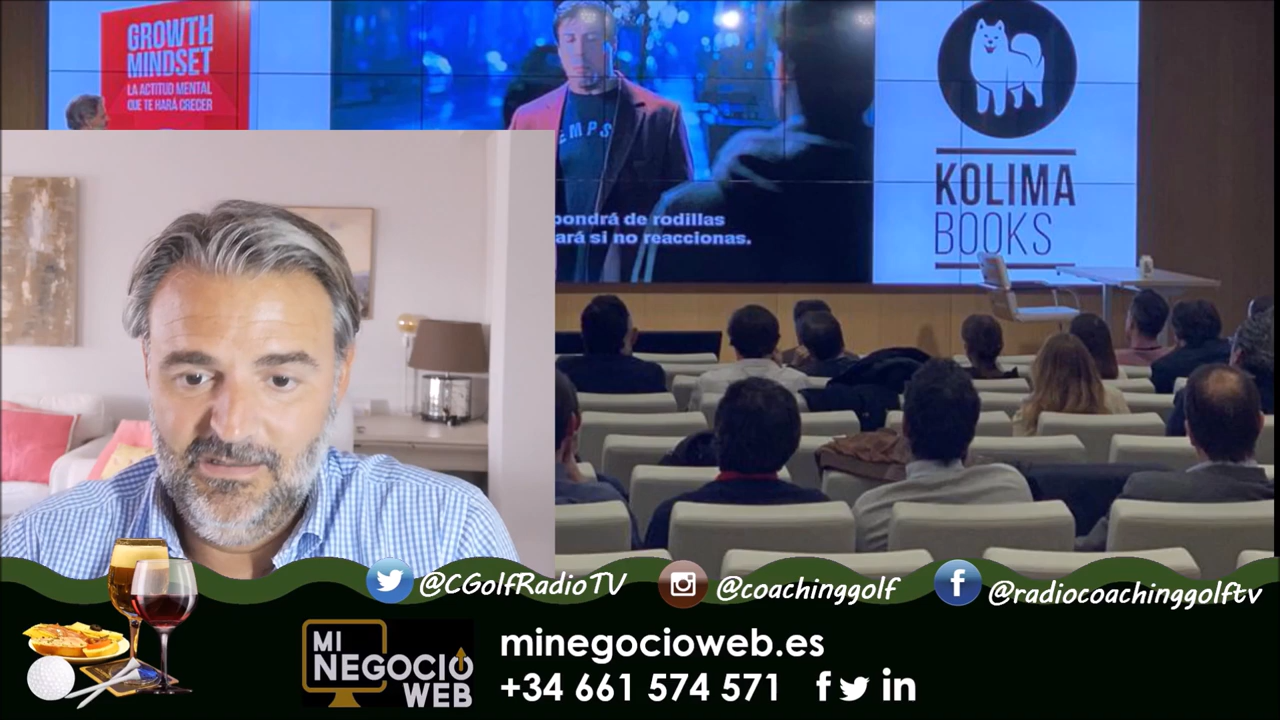 GROWTH
MINDSET
LA ACTITUD MENTAL
QUE TE HARÁ CRECER
EMPS
pondrá de rodillas
ará si no reaccionas.
KOLIMA
BOOKS
@CGolfRadioTV
@coachinggolf
@radiocoachinggolftv
MI
NEGOCIO
WEB
minegocioweb.es
+34 661 574 571